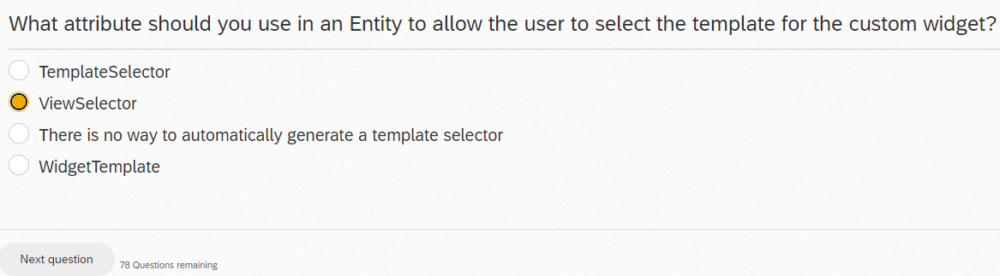 What attribute should you use in an Entity to allow the user to select the template for the custom widget?
TemplateSelector
ViewSelector
There is no way to automatically generate a template selector
WidgetTemplate
Next question
78 Questions remaining